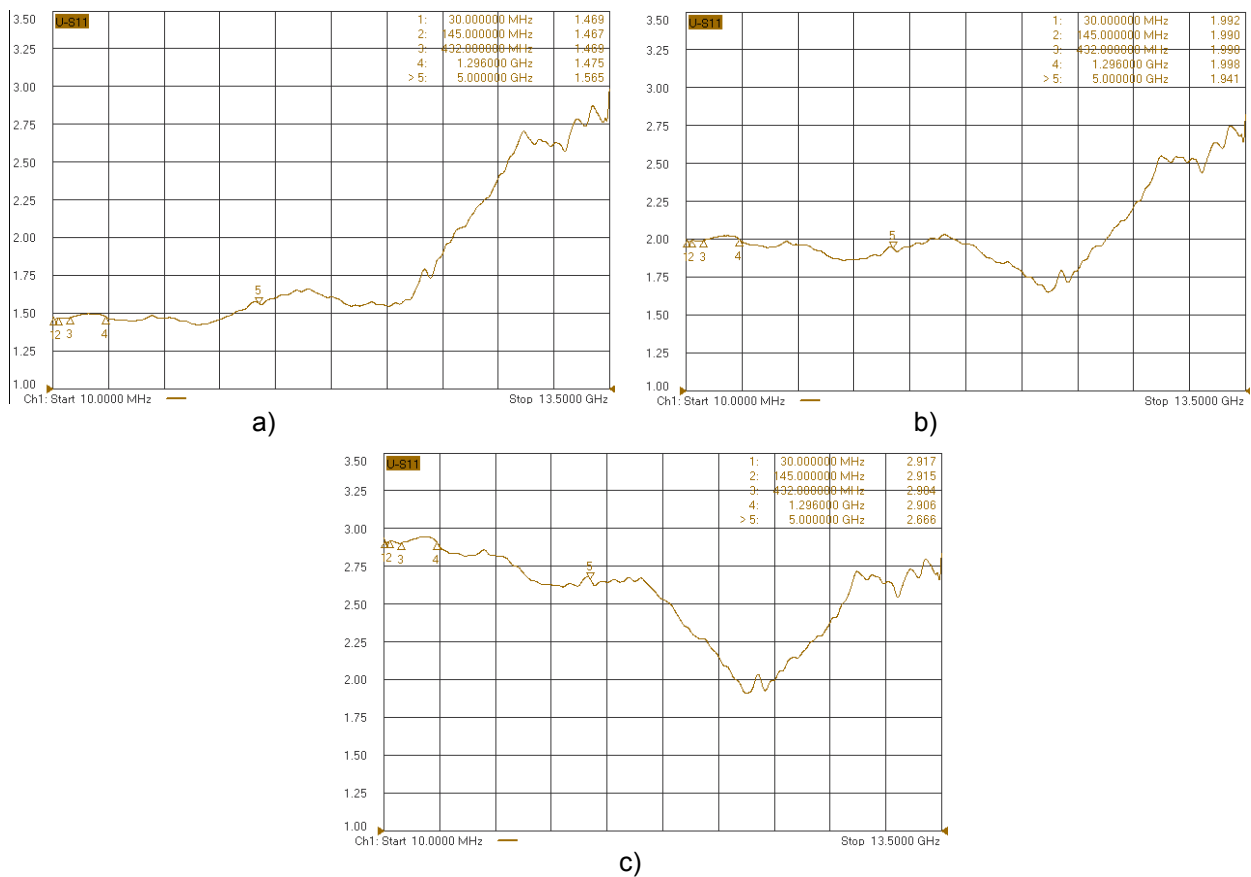 3.50
U-S11
1: 30.000000 MHz 1.469
2: 145.000000 MHz 1.467
3: 432.000000 MHz 1.469
4: 1.296000 GHz 1.475
> 5: 5.000000 GHz 1.565
3.25
3.00
2.75
2.50
2.25
2.00
1.75
1.50
1.25
1.00
1 2 3 4 5
Ch1: Start 10.0000 MHz Stop 13.5000 GHz
a)
3.50
U-S11
1: 30.000000 MHz 1.992
2: 145.000000 MHz 1.990
3: 432.000000 MHz 1.998
4: 1.296000 GHz 1.998
> 5: 5.000000 GHz 1.941
3.25
3.00
2.75
2.50
2.25
2.00
1.75
1.50
1.25
1.00
1 2 3 4 5
Ch1: Start 10.0000 MHz Stop 13.5000 GHz
b)
3.50
U-S11
1: 30.000000 MHz 2.917
2: 145.000000 MHz 2.915
3: 432.000000 MHz 2.904
4: 1.296000 GHz 2.906
> 5: 5.000000 GHz 2.666
3.25
3.00
2.75
2.50
2.25
2.00
1.75
1.50
1.25
1.00
1 2 3 4 5
Ch1: Start 10.0000 MHz Stop 13.5000 GHz
c)